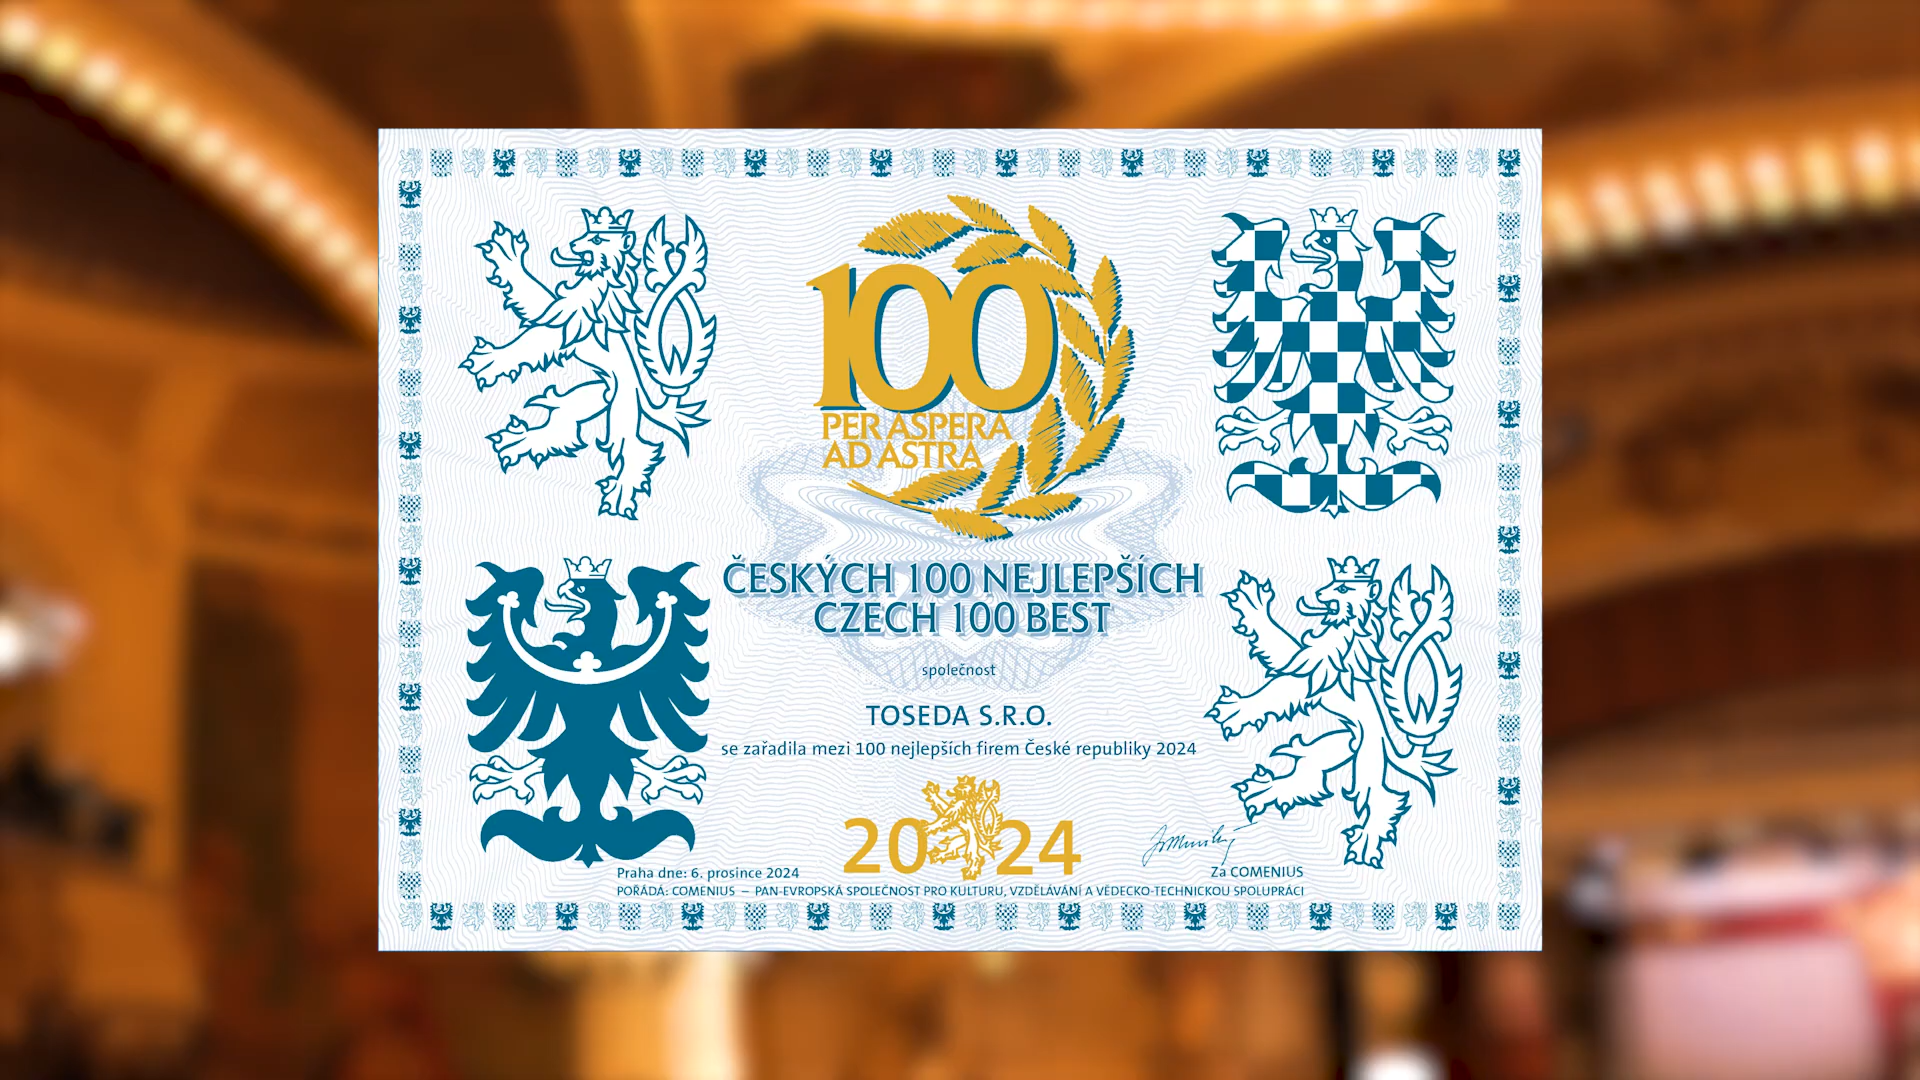 100
PER ASPERA
AD ASTRA
ČESKÝCH 100 NEJLEPŠÍCH
CZECH 100 BEST
společnost
TOSEDA S.R.O.
se zařadila mezi 100 nejlepších firem České republiky 2024
2024
Praha dne: 6. prosince 2024
Za COMENIUS
POŘÁDÁ: COMENIUS – PAN-EVROPSKÁ SPOLEČNOST PRO KULTURU, VZDĚLÁVÁNÍ A VĚDECKO-TECHNICKOU SPOLUPRÁCI